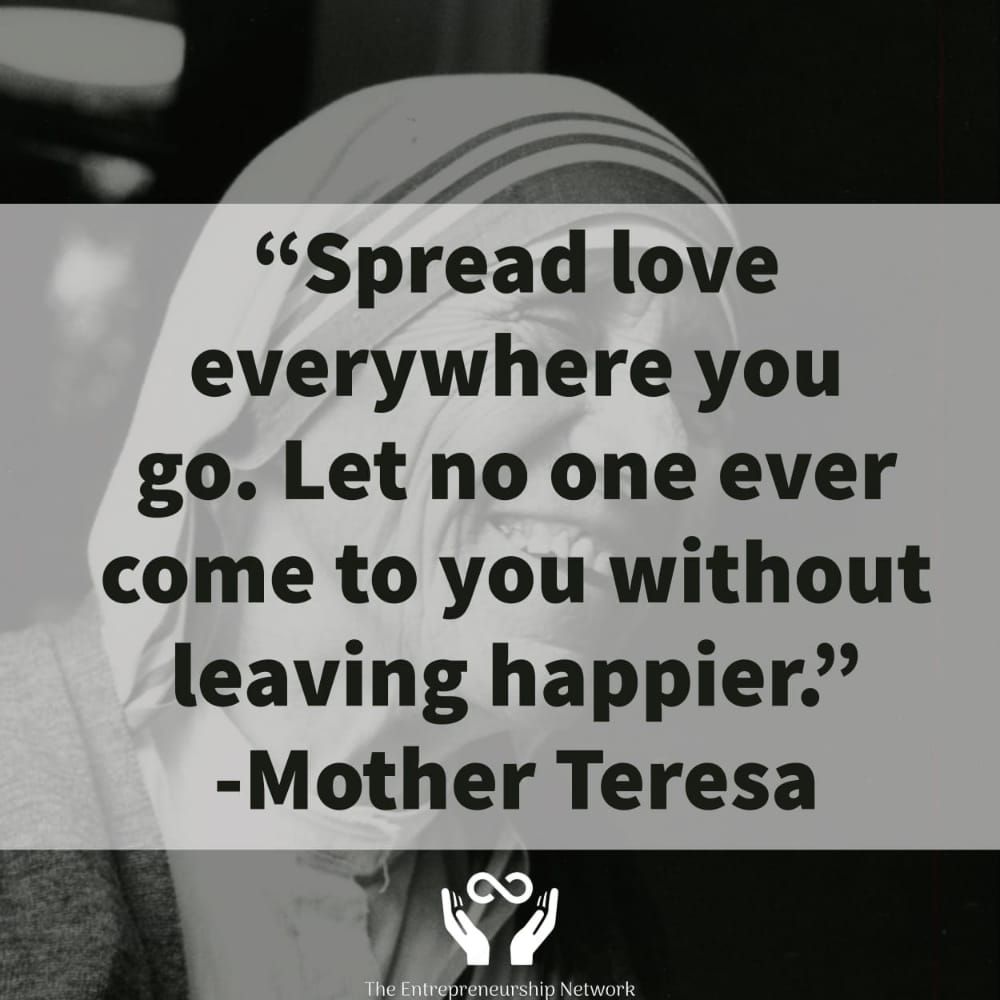 “Spread love
everywhere you
go. Let no one ever
come to you without
leaving happier.”
-Mother Teresa
The Entrepreneurship Network